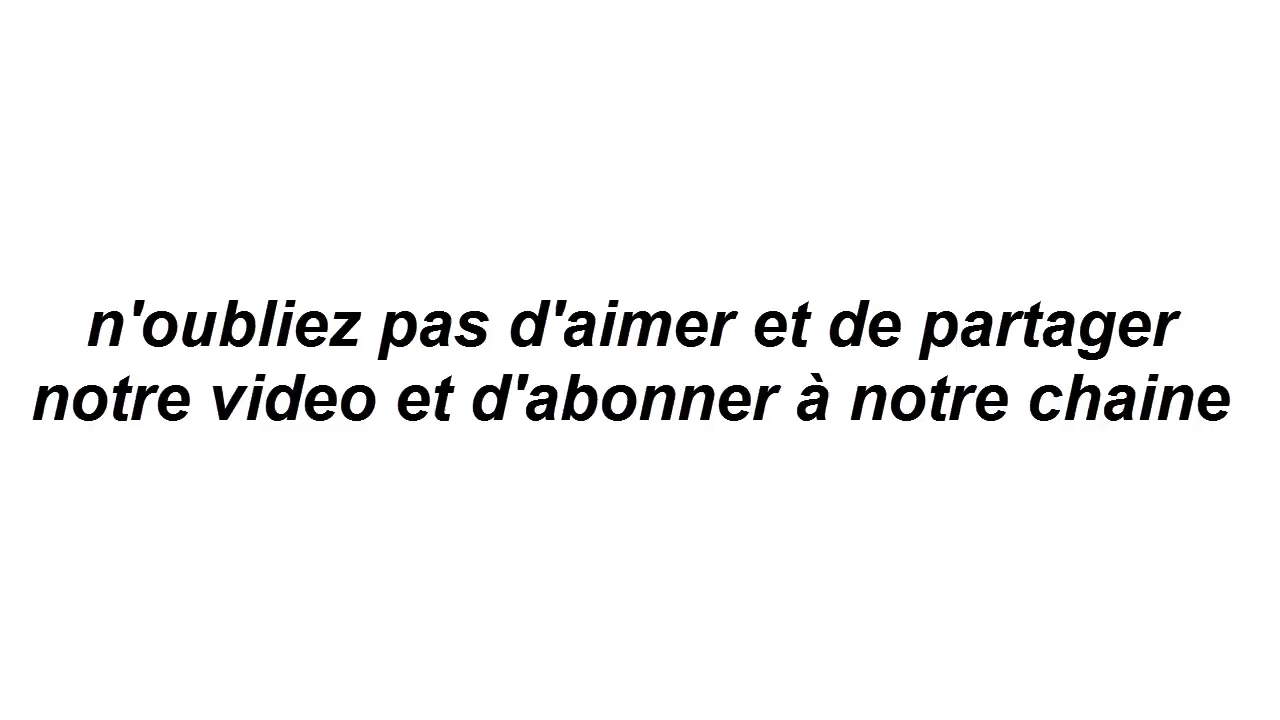 n'oubliez pas d'aimer et de partager
notre video et d'abonner à notre chaine